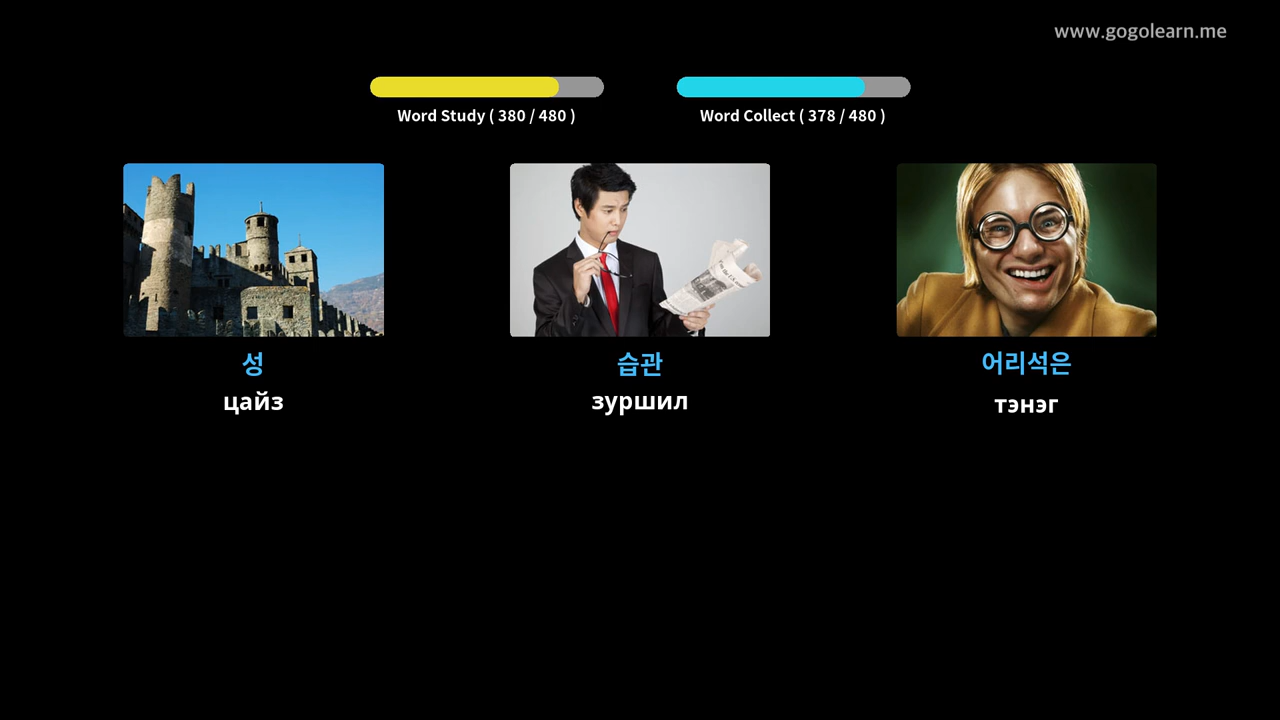 www.gogolearn.me
Word Study ( 380 / 480 )
Word Collect ( 378 / 480 )
성
습관
어리석은
цайз
зуршил
тэнэг